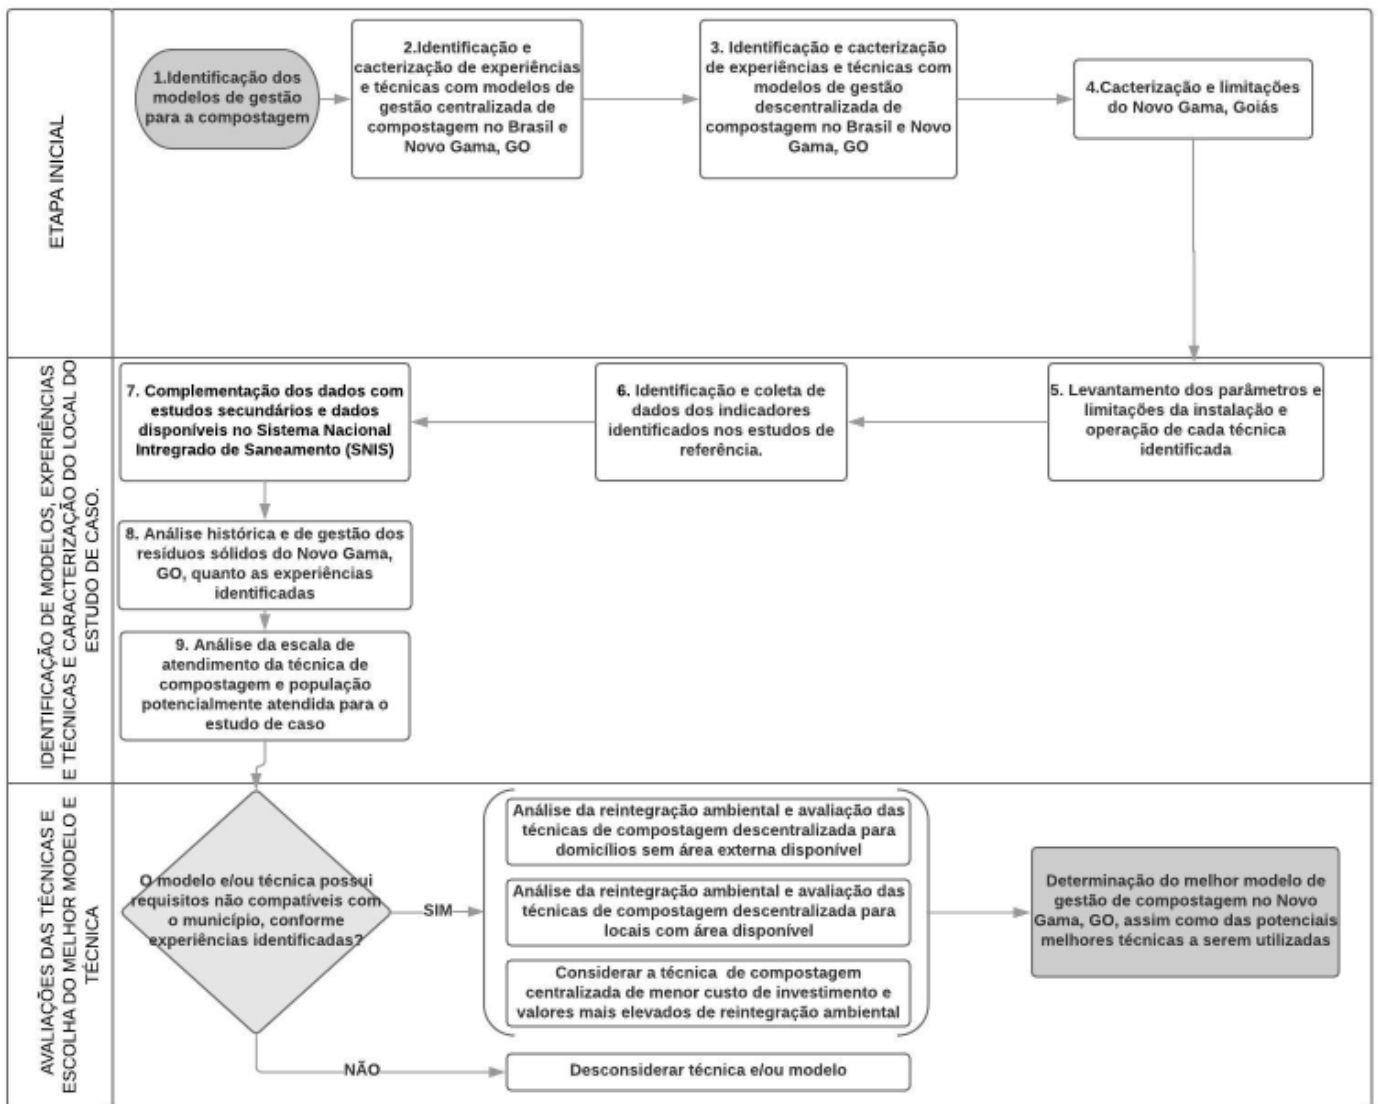 ETAPA INICIAL
1.Identificação dos
modelos de gestão
para a compostagem
2.Identificação e
cacterização de experiências
e técnicas com modelos de
gestão centralizada de
compostagem no Brasil e
Novo Gama, GO
3. Identificação e cacterização
de experiências e técnicas com
modelos de gestão
descentralizada de
compostagem no Brasil e Novo
Gama, GO
4.Cacterização e limitações
do Novo Gama, Goiás
IDENTIFICAÇÃO DE MODELOS, EXPERIÊNCIAS
E TÉCNICAS E CARACTERIZAÇÃO DO LOCAL DO
ESTUDO DE CASO.
5. Levantamento dos parâmetros e
limitações da instalação e
operação de cada técnica
identificada
6. Identificação e coleta de
dados dos indicadores
identificados nos estudos de
referência.
7. Complementação dos dados com
estudos secundários e dados
disponíveis no Sistema Nacional
Intregrado de Saneamento (SNIS)
8. Análise histórica e de gestão dos
resíduos sólidos do Novo Gama,
GO, quanto as experiências
identificadas
9. Análise da escala de
atendimento da técnica de
compostagem e população
potencialmente atendida para o
estudo de caso
AVALIAÇÕES DAS TÉCNICAS E
ESCOLHA DO MELHOR MODELO E
TÉCNICA
O modelo e/ou técnica possui
requisitos não compatíveis com
o município, conforme
experiências identificadas?
SIM
Análise da reintegração ambiental e avaliação das
técnicas de compostagem descentralizada para
domicílios sem área externa disponível
Análise da reintegração ambiental e avaliação das
técnicas de compostagem descentralizada para
locais com área disponível
Considerar a técnica de compostagem
centralizada de menor custo de investimento e
valores mais elevados de reintegração ambiental
Determinação do melhor modelo de
gestão de compostagem no Novo
Gama, GO, assim como das potenciais
melhores técnicas a serem utilizadas
NÃO
Desconsiderar técnica e/ou modelo